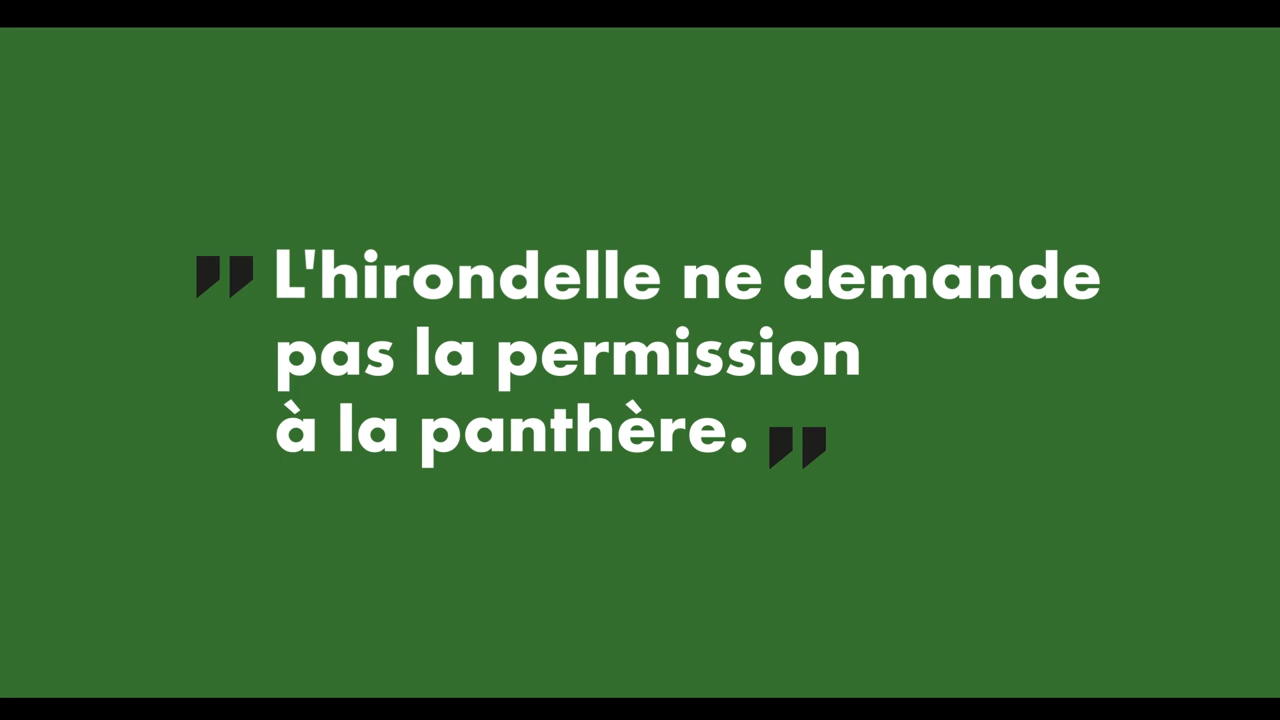 " L'hirondelle ne demande
pas la permission
à la panthère. "